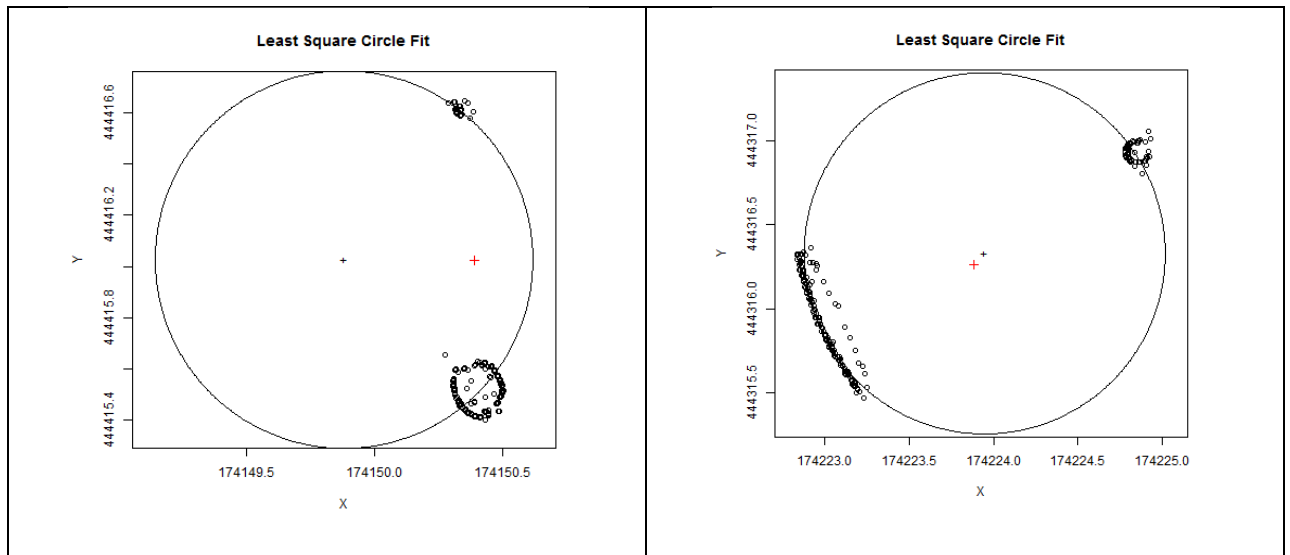 Least Square Circle Fit
444416.6
444416.2
444415.8
444415.4
Y
174149.5 174150.0 174150.5
X
Least Square Circle Fit
444317.0
444316.5
444316.0
444315.5
Y
174223.0 174223.5 174224.0 174224.5 174225.0
X